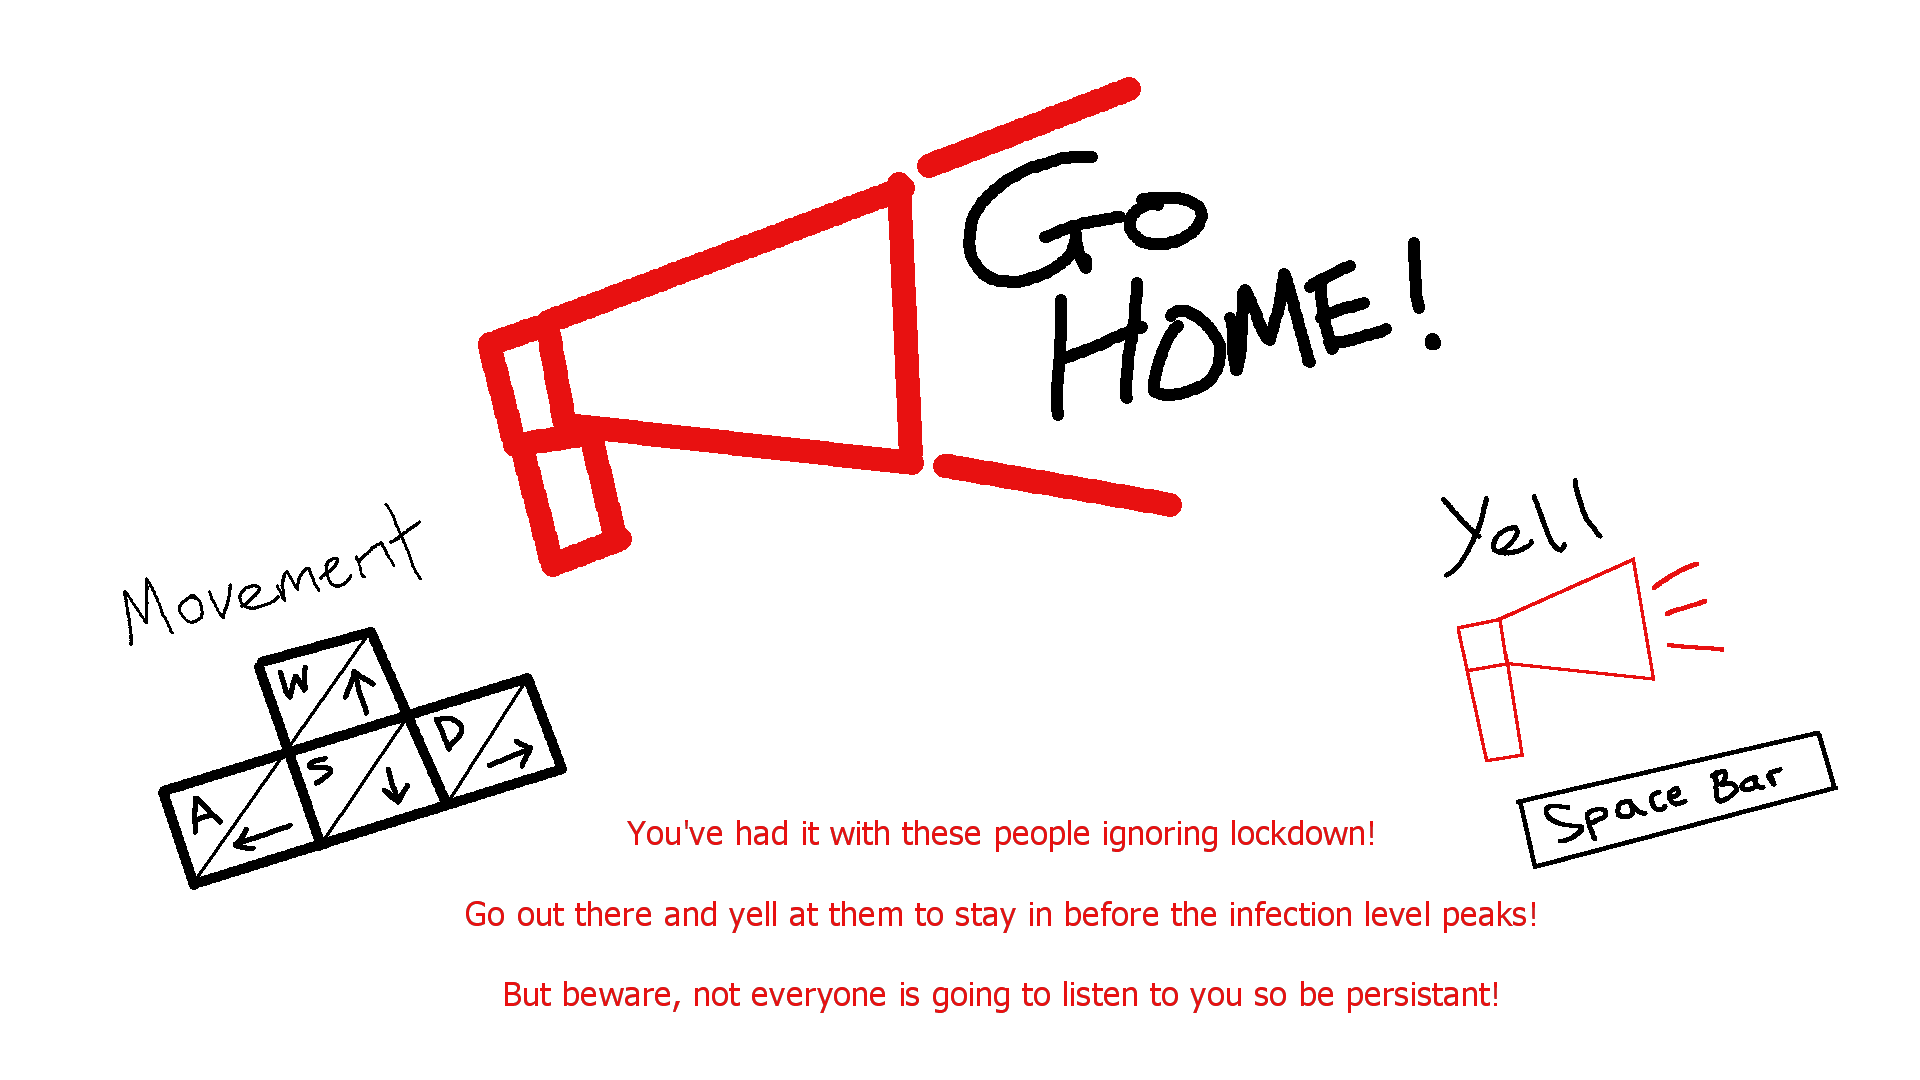 Go
HOME!
Movement
W
A
S
D
Yell
Space Bar
You've had it with these people ignoring lockdown!
Go out there and yell at them to stay in before the infection level peaks!
But beware, not everyone is going to listen to you so be persistant!